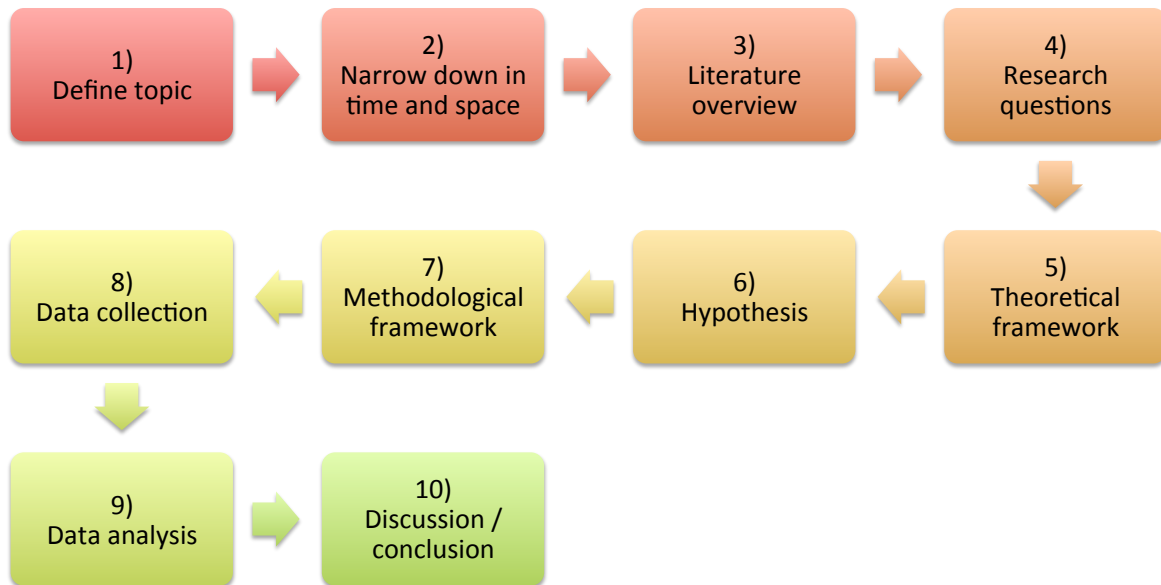 1)
Define topic
2)
Narrow down in
time and space
3)
Literature
overview
4)
Research
questions
5)
Theoretical
framework
6)
Hypothesis
7)
Methodological
framework
8)
Data collection
9)
Data analysis
10)
Discussion /
conclusion